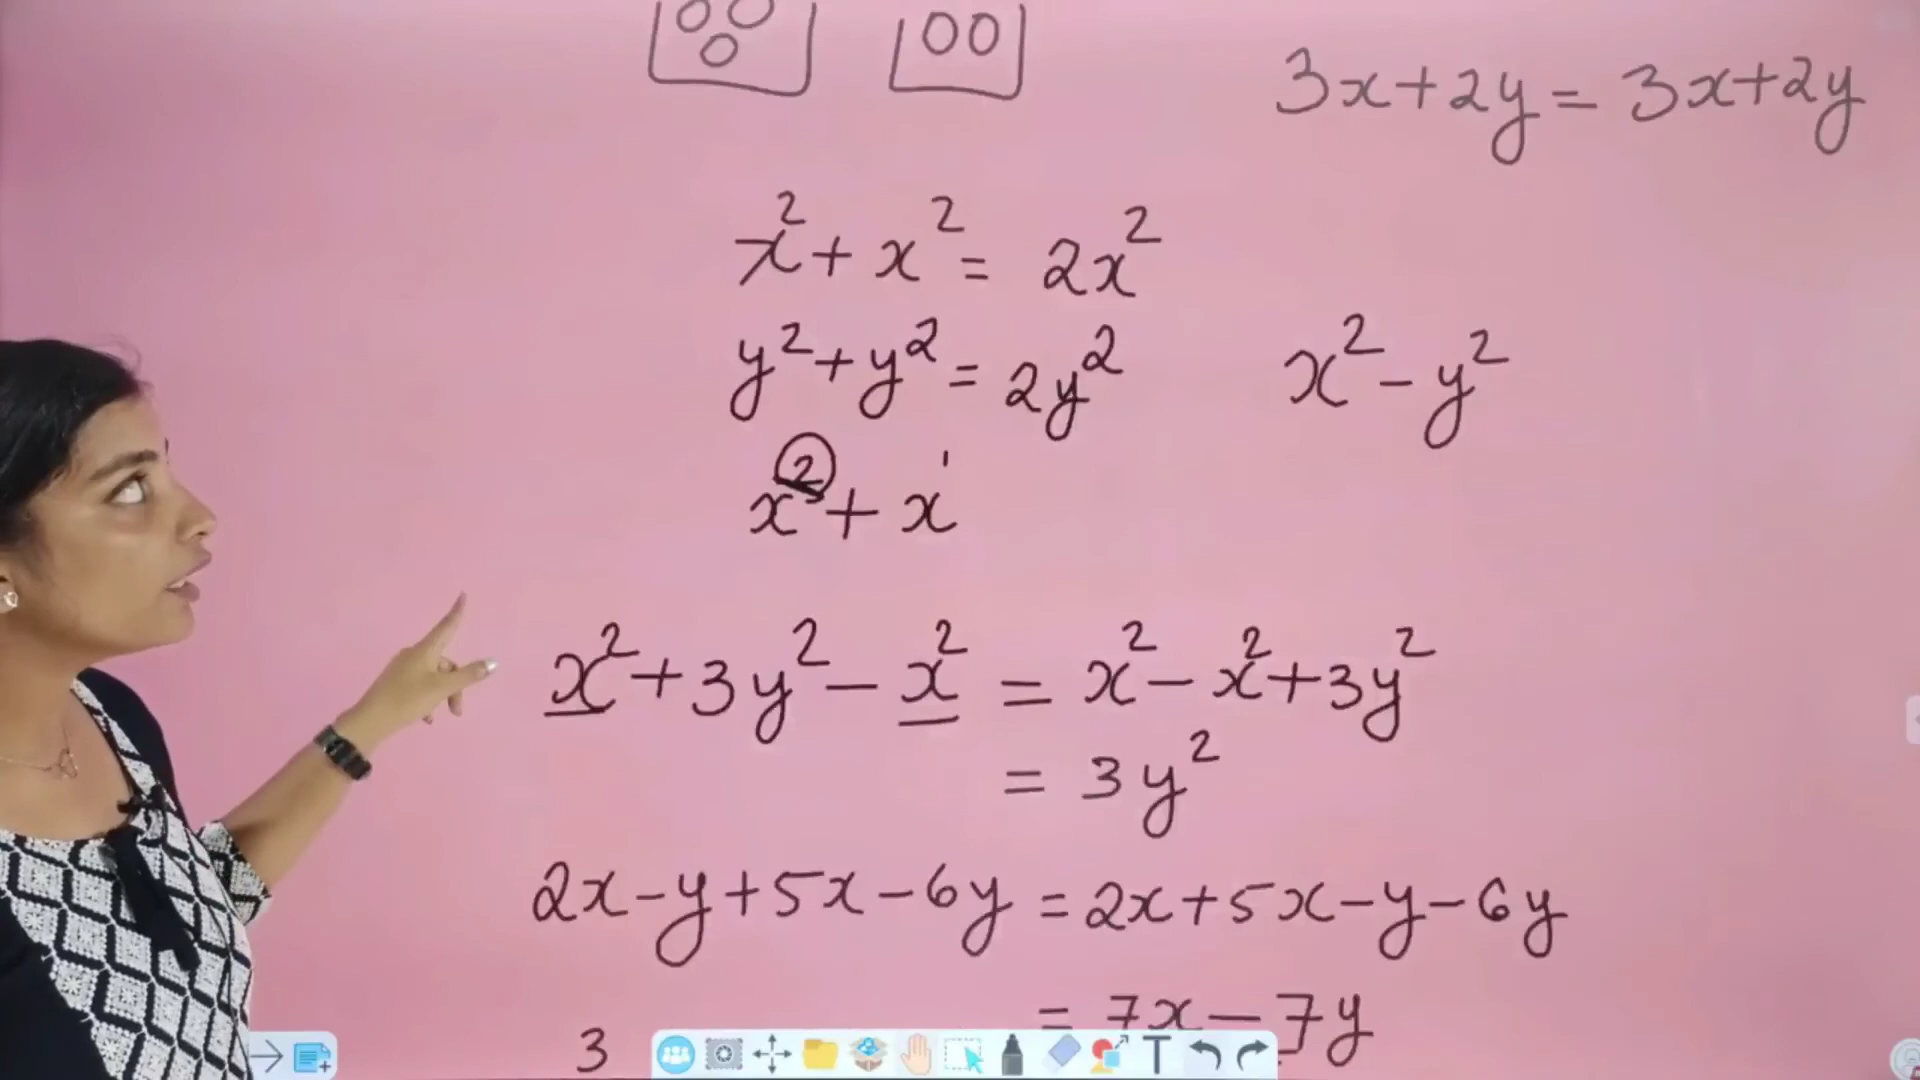 3x+2y = 3x+2y
x² + x² = 2x²
y² + y² = 2y²
x² - y²
x² + x¹
x² + 3y² - x² = x² - x² + 3y²
= 3y²
2x - y + 5x - 6y = 2x + 5x - y - 6y
= 7x - 7y
3
T